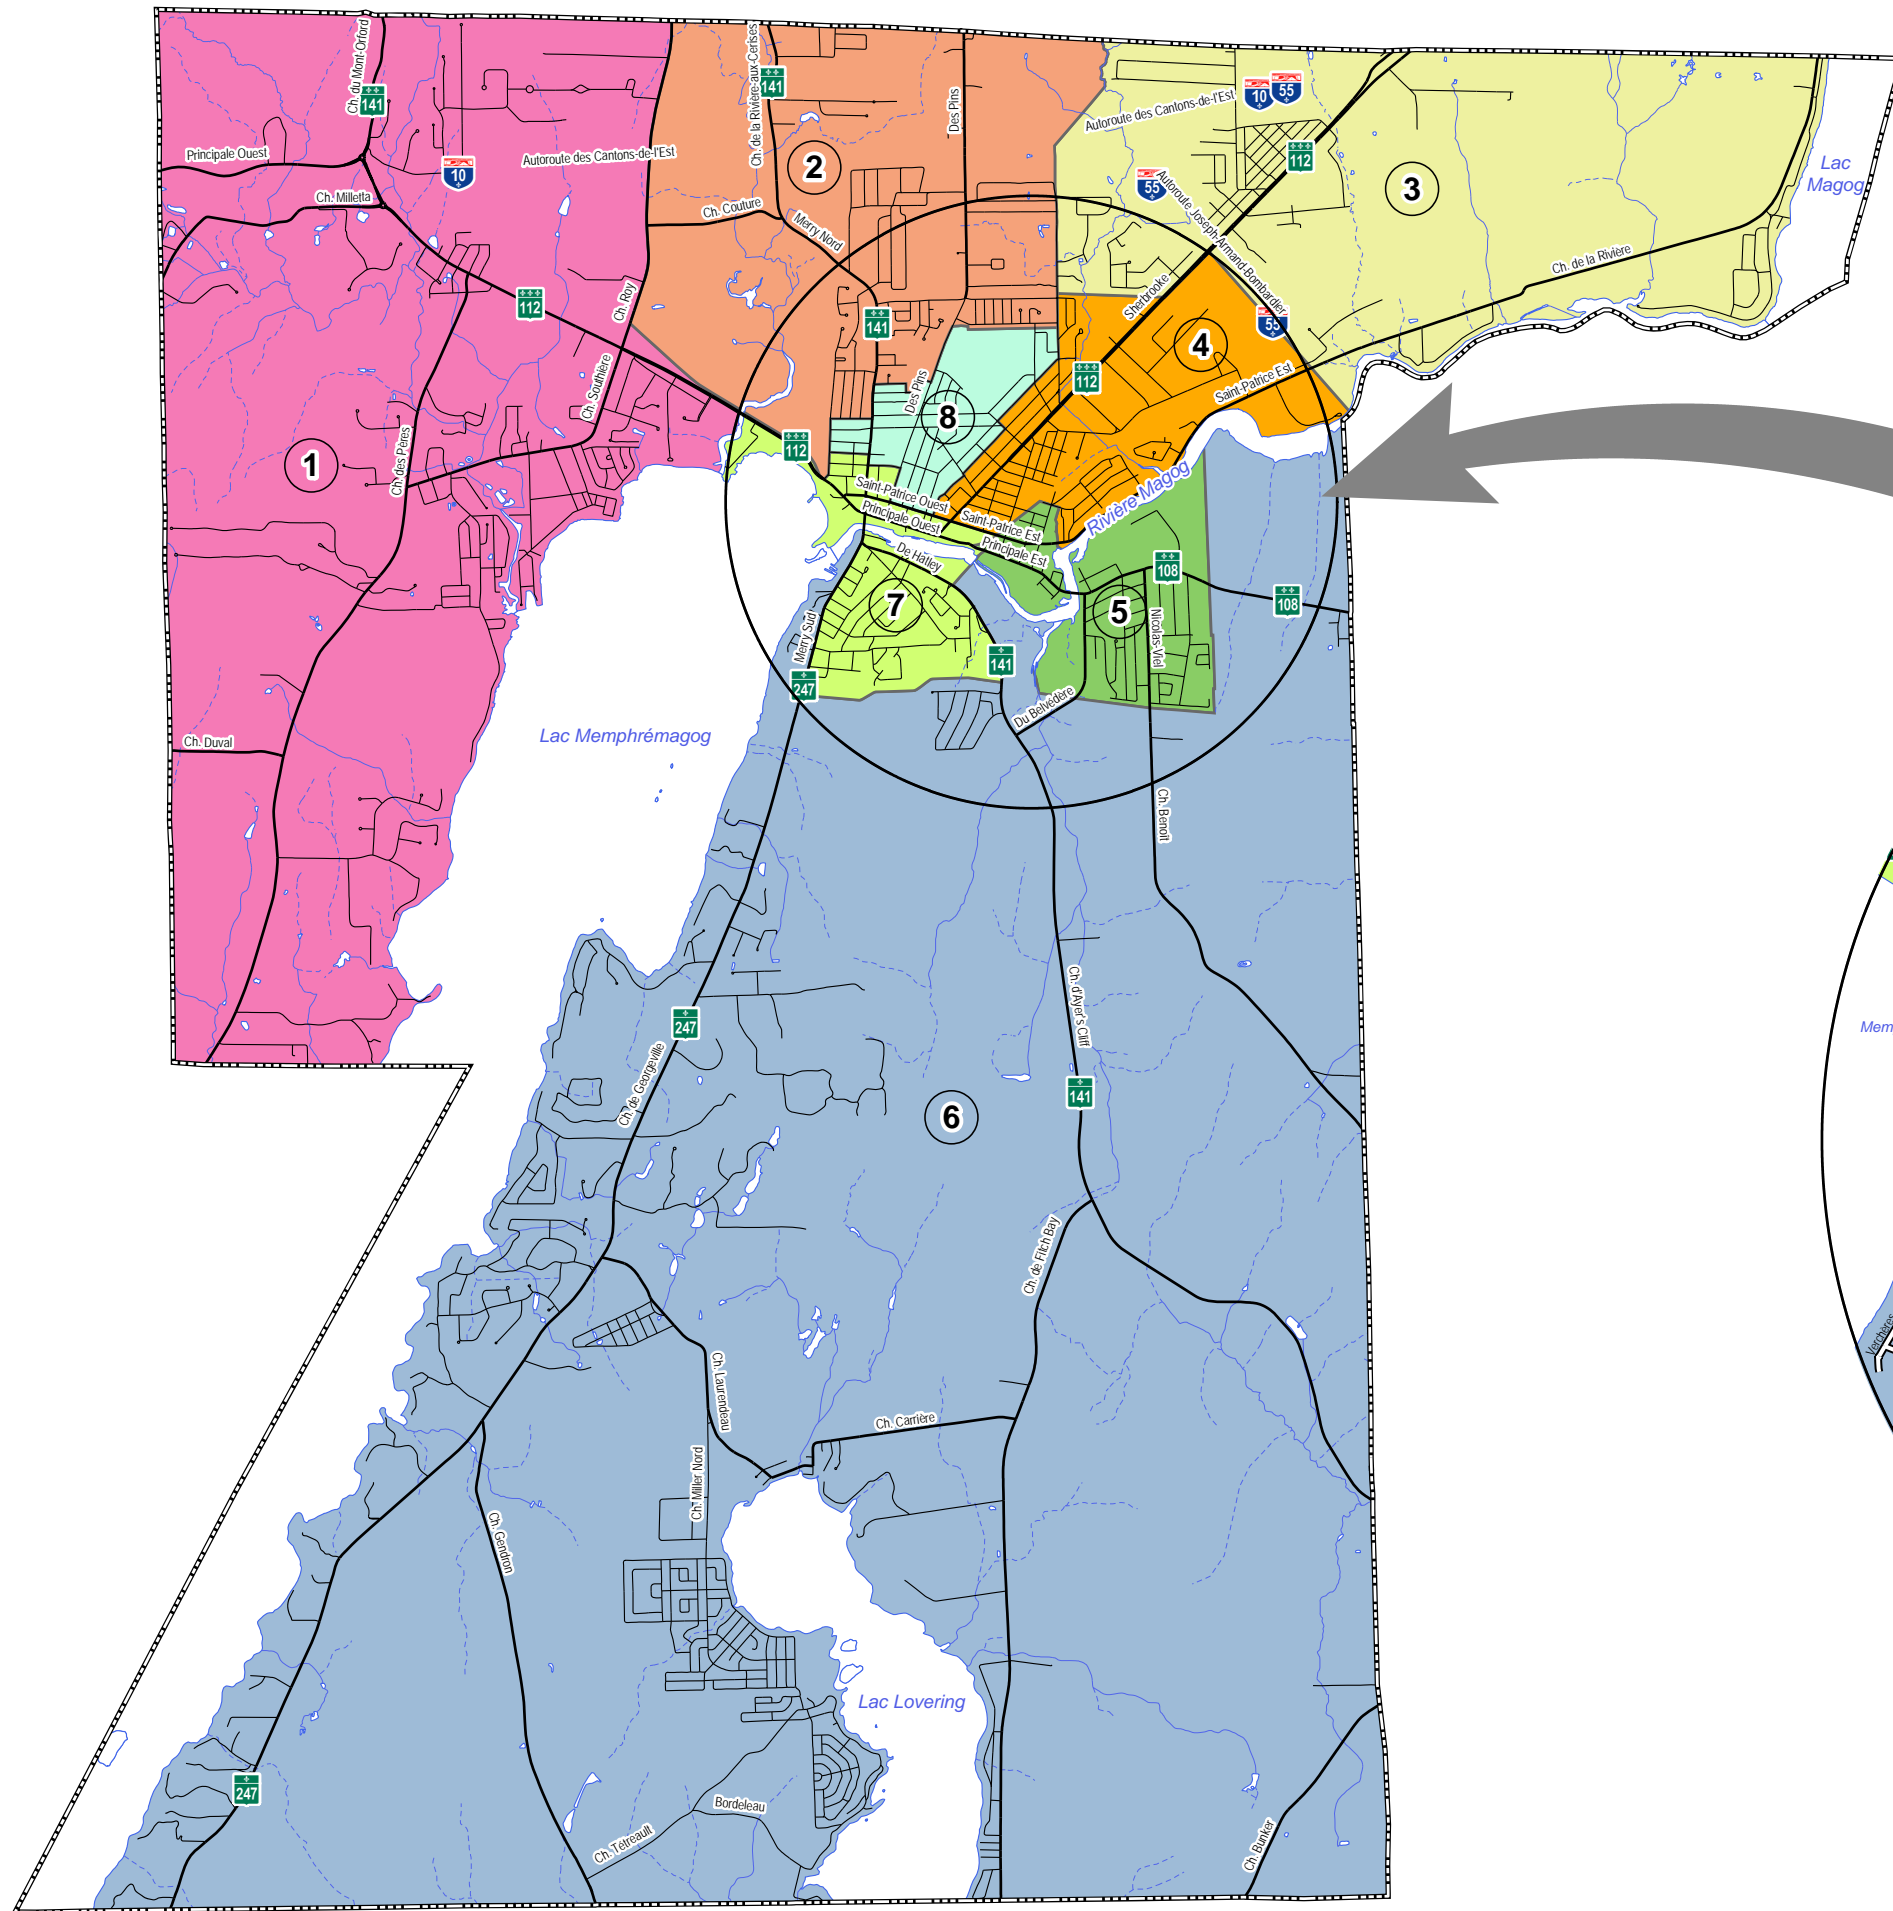 Ch. du Mont-Orford
141
Principale Ouest
10
Autoroute des Cantons-de-l'Est
Ch. Milletta
112
Ch. Roy
Ch. Southière
Ch. des Pères
1
Ch. Duval
Ch. de la Rivière-aux-Cerises
141
2
Des Pins
Ch. Couture
Merry Nord
141
Des Pins
8
112
Autoroute des Cantons-de-l'Est
10
55
112
55
Autoroute Joseph-Armand-Bombardier
3
Lac
Magog
Ch. de la Rivière
Sherbrooke
4
55
112
Saint-Patrice Est
Rivière Magog
Saint-Patrice Ouest
Principale Ouest
Saint-Patrice Est
Principale Est
De Hatley
7
Merry Sud
247
141
5
108
108
Nicolas-Viel
Du Belvédère
Lac Memphrémagog
Ch. Benoit
Ch. d'Ayer's Cliff
247
Ch. de Georgeville
141
6
Ch. de Fitch Bay
Ch. Laurendeau
Ch. Carrière
Ch. Miller Nord
Ch. Gendron
Lac Lovering
247
Bordeleau
Ch. Tétreault
Ch. Bunker
Mem
Verchères